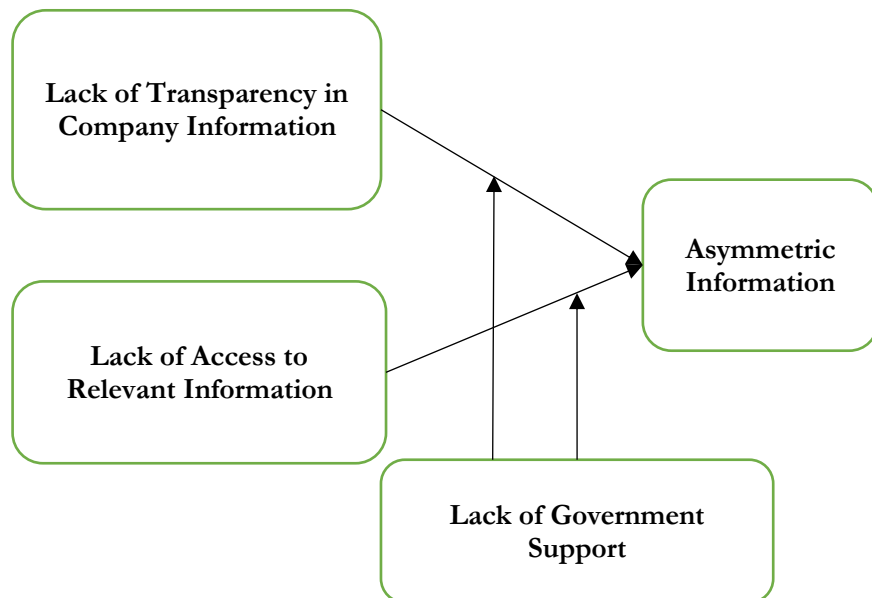 Lack of Transparency in
Company Information
Asymmetric
Information
Lack of Access to
Relevant Information
Lack of Government
Support